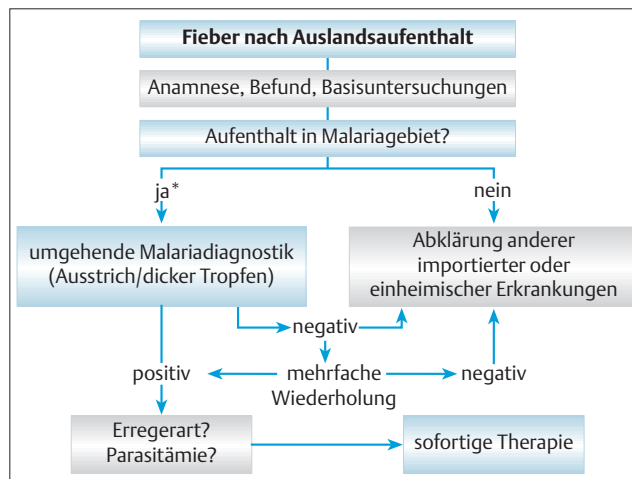 Fieber nach Auslandsaufenthalt
Anamnese, Befund, Basisuntersuchungen
Aufenthalt in Malariagebiet?
ja*
nein
umgehende Malariadiagnostik
(Ausstrich/dicker Tropfen)
Abklärung anderer
importierter oder
einheimischer Erkrankungen
negativ
positiv
mehrfache
Wiederholung
negativ
Erregerart?
Parasitämie?
sofortige Therapie